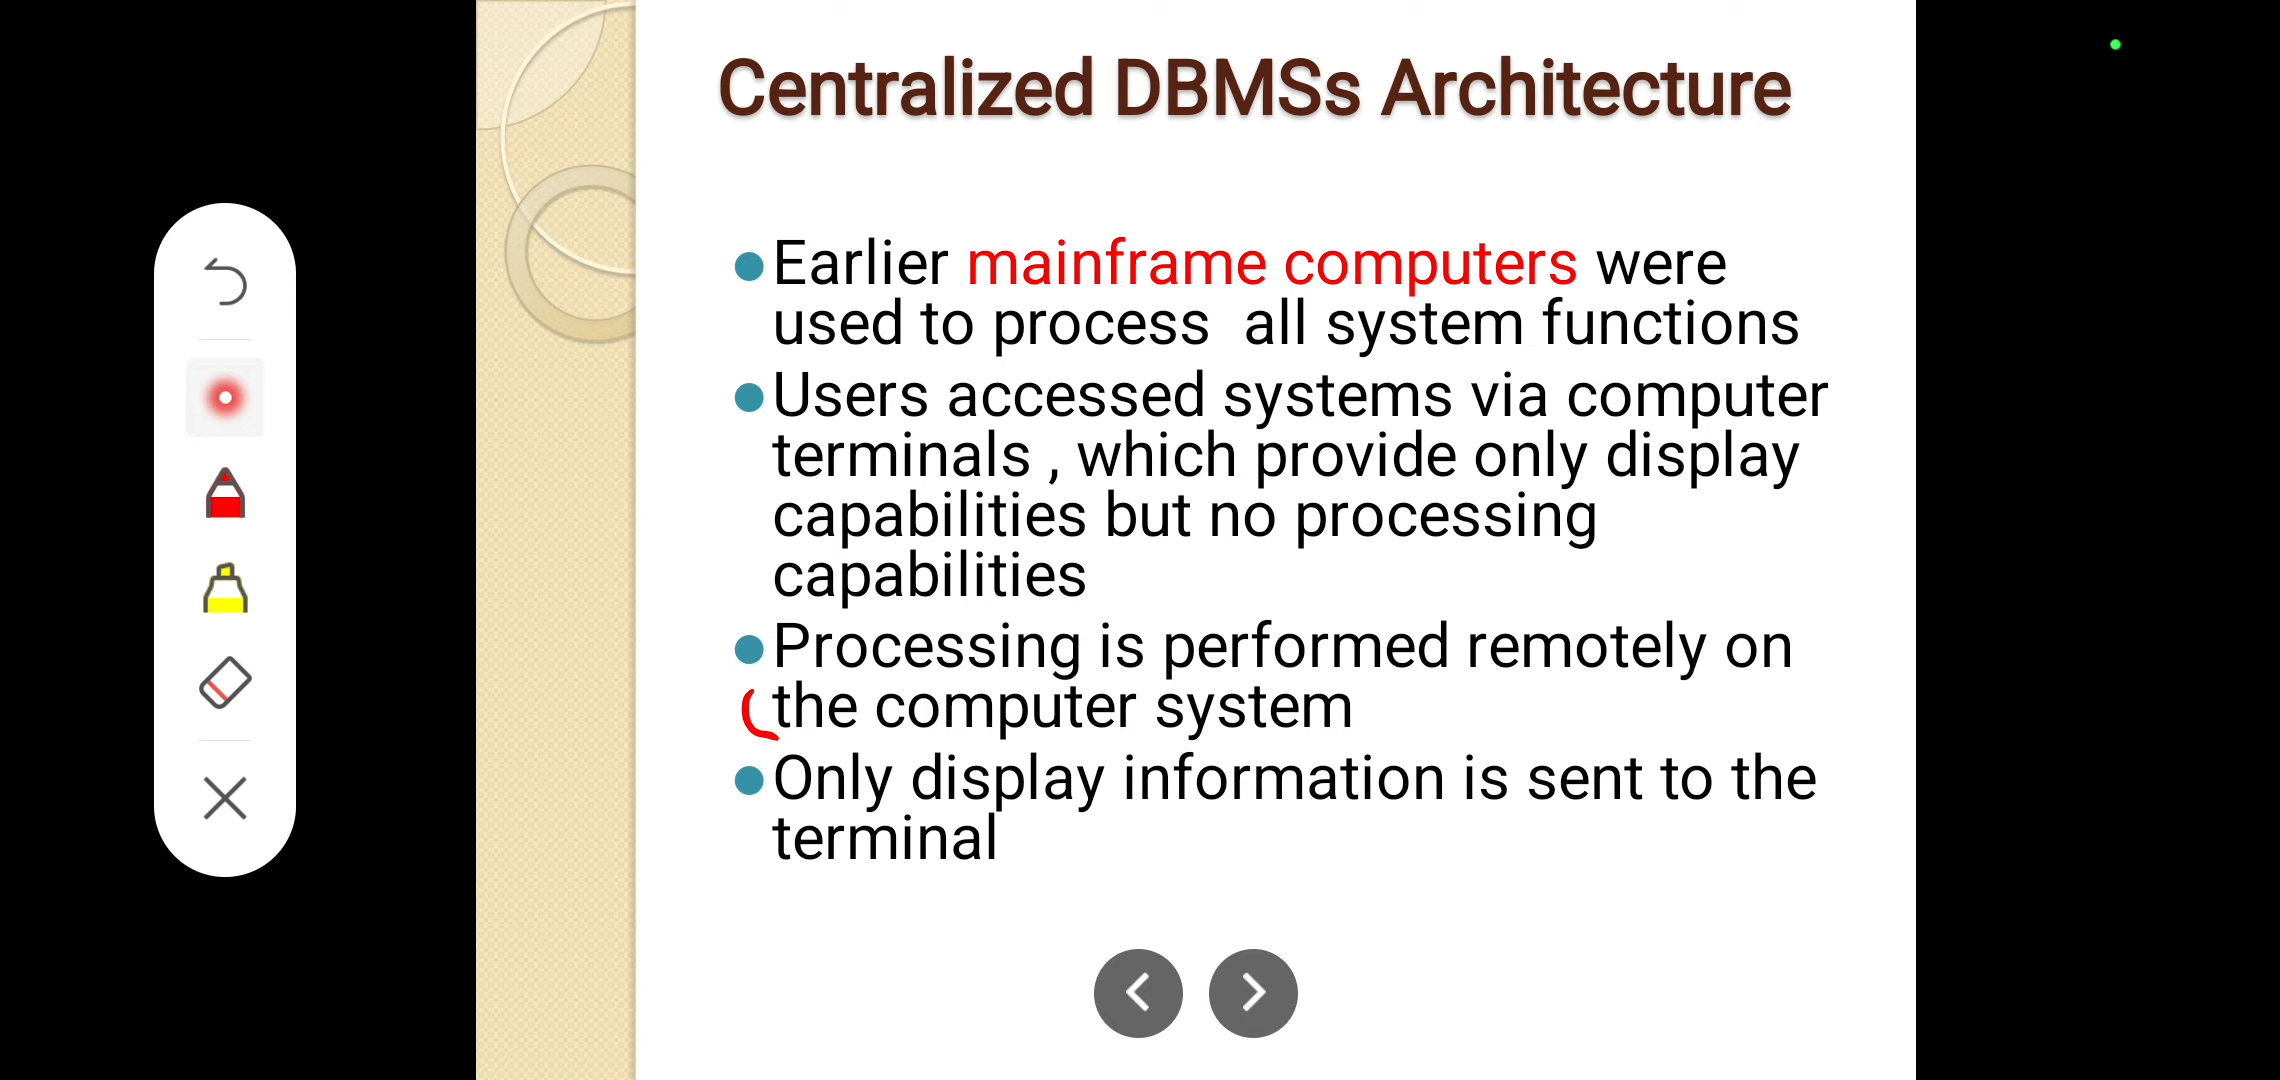 Centralized DBMSs Architecture
Earlier mainframe computers were
used to process  all system functions
Users accessed systems via computer
terminals , which provide only display
capabilities but no processing
capabilities
Processing is performed remotely on
the computer system
Only display information is sent to the
terminal